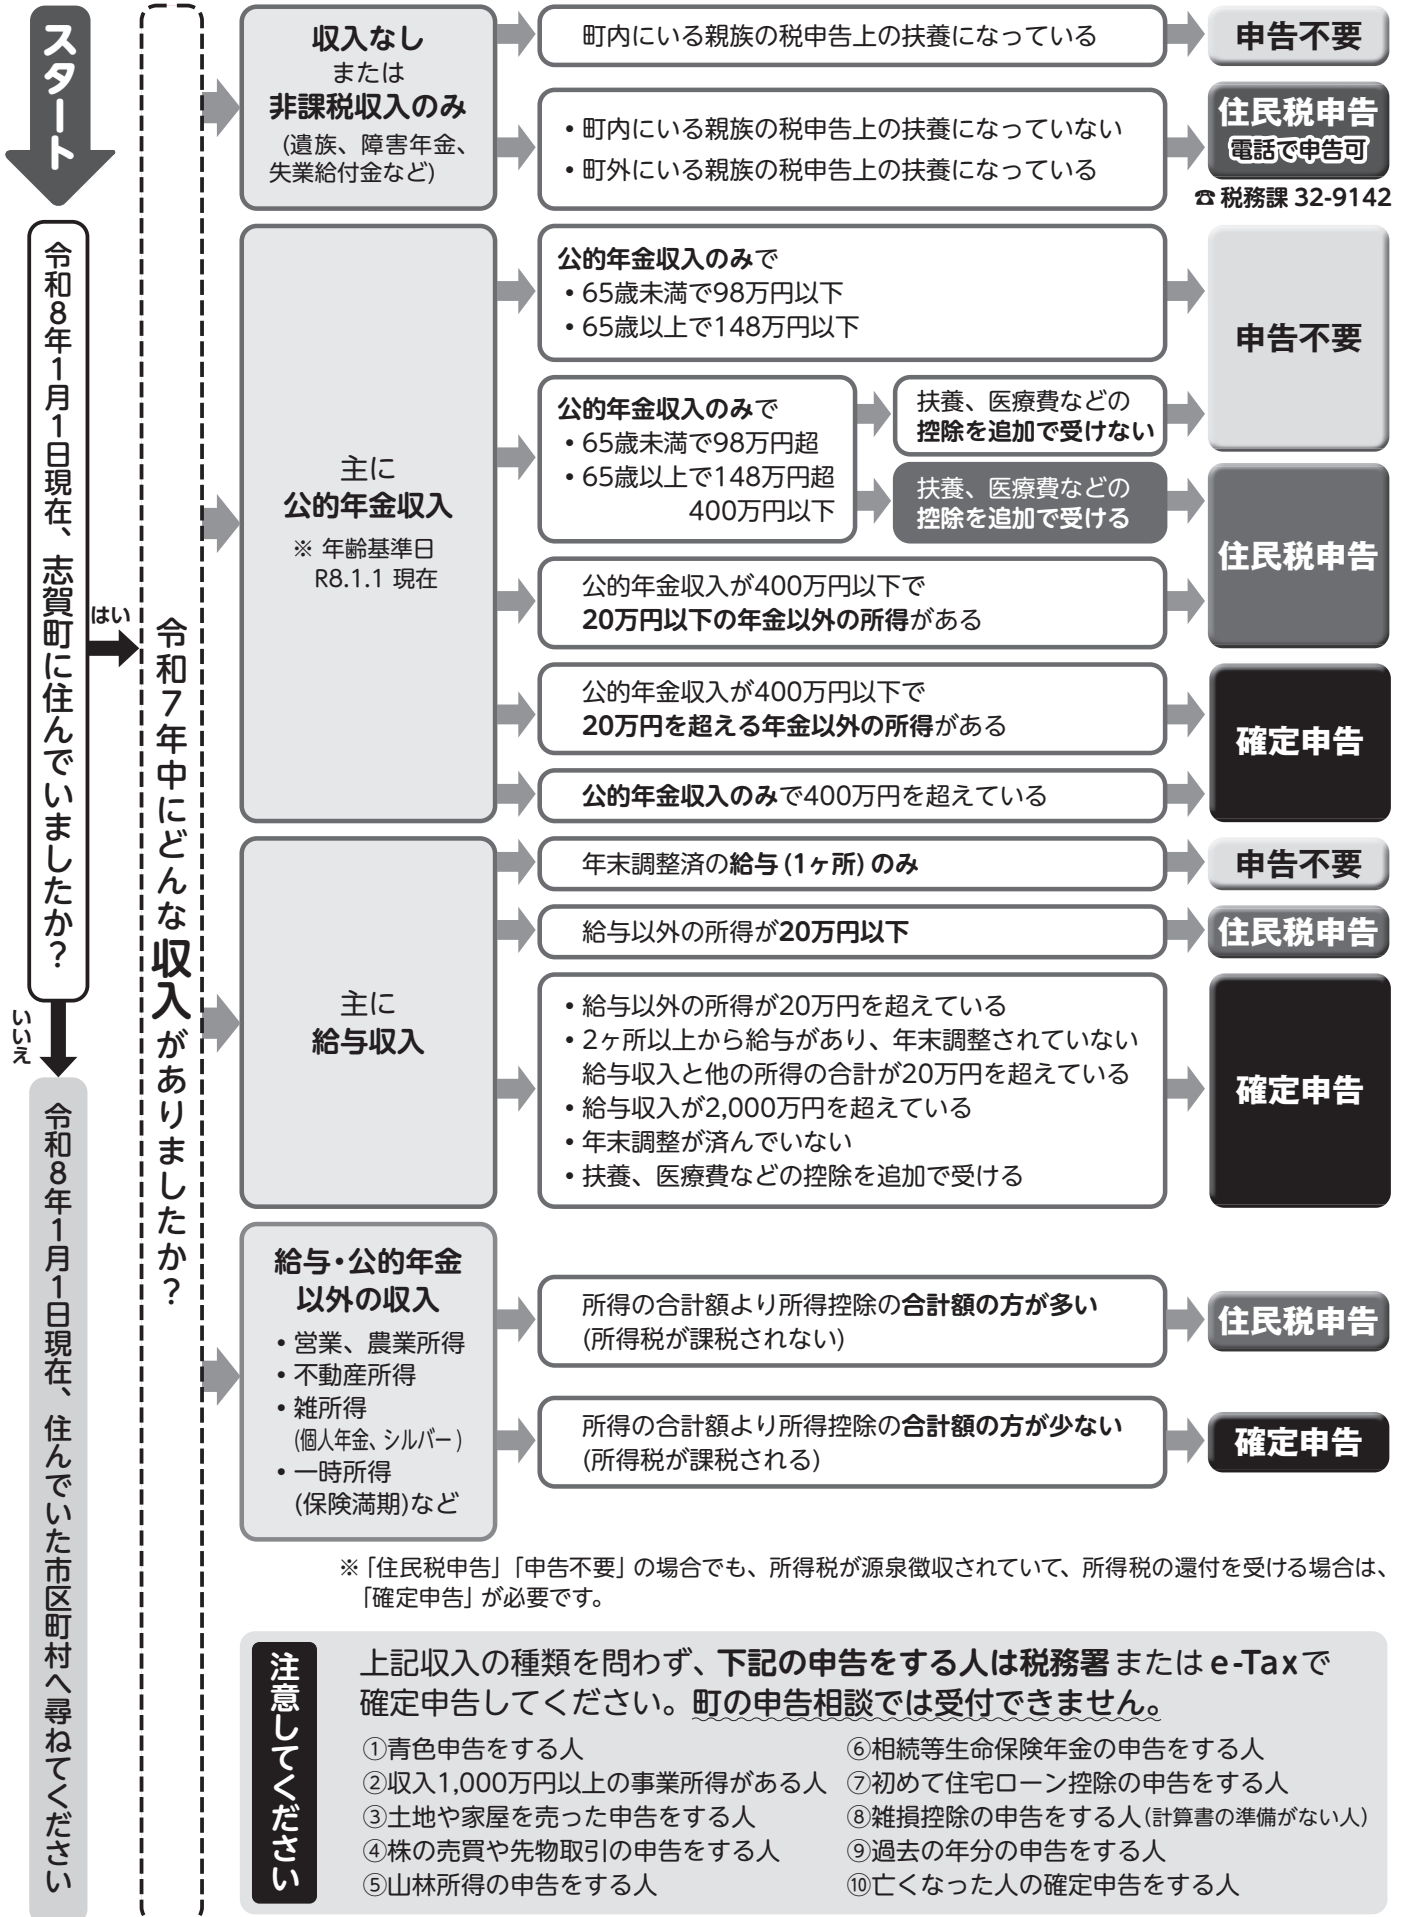 スタート
令和8年1月1日現在、志賀町に住んでいましたか？
はい
いいえ
令和8年1月1日現在、住んでいた市区町村へ尋ねてください
令和7年中にどんな収入がありましたか？
収入なし
または
非課税収入のみ
(遺族、障害年金、
失業給付金など)
町内にいる親族の税申告上の扶養になっている
申告不要
・町内にいる親族の税申告上の扶養になっていない
・町外にいる親族の税申告上の扶養になっている
住民税申告
電話で申告可
☎税務課 32-9142
主に
公的年金収入
※ 年齢基準日
R8.1.1 現在
公的年金収入のみで
・65歳未満で98万円以下
・65歳以上で148万円以下
申告不要
公的年金収入のみで
・65歳未満で98万円超
・65歳以上で148万円超
400万円以下
扶養、医療費などの
控除を追加で受けない
扶養、医療費などの
控除を追加で受ける
住民税申告
公的年金収入が400万円以下で
20万円以下の年金以外の所得がある
公的年金収入が400万円以下で
20万円を超える年金以外の所得がある
確定申告
公的年金収入のみで400万円を超えている
主に
給与収入
年末調整済の給与(1ヶ所)のみ
申告不要
給与以外の所得が20万円以下
住民税申告
・給与以外の所得が20万円を超えている
・2ヶ所以上から給与があり、年末調整されていない
給与収入と他の所得の合計が20万円を超えている
・給与収入が2,000万円を超えている
・年末調整が済んでいない
・扶養、医療費などの控除を追加で受ける
確定申告
給与・公的年金
以外の収入
・営業、農業所得
・不動産所得
・雑所得
(個人年金、シルバー)
・一時所得
(保険満期)など
所得の合計額より所得控除の合計額の方が多い
(所得税が課税されない)
住民税申告
所得の合計額より所得控除の合計額の方が少ない
(所得税が課税される)
確定申告
※「住民税申告」「申告不要」の場合でも、所得税が源泉徴収されていて、所得税の還付を受ける場合は、
「確定申告」が必要です。
注意してください
上記収入の種類を問わず、下記の申告をする人は税務署またはe-Taxで
確定申告してください。町の申告相談では受付できません。
①青色申告をする人
②収入1,000万円以上の事業所得がある人
③土地や家屋を売った申告をする人
④株の売買や先物取引の申告をする人
⑤山林所得の申告をする人
⑥相続等生命保険年金の申告をする人
⑦初めて住宅ローン控除の申告をする人
⑧雑損控除の申告をする人(計算書の準備がない人)
⑨過去の年分の申告をする人
⑩亡くなった人の確定申告をする人